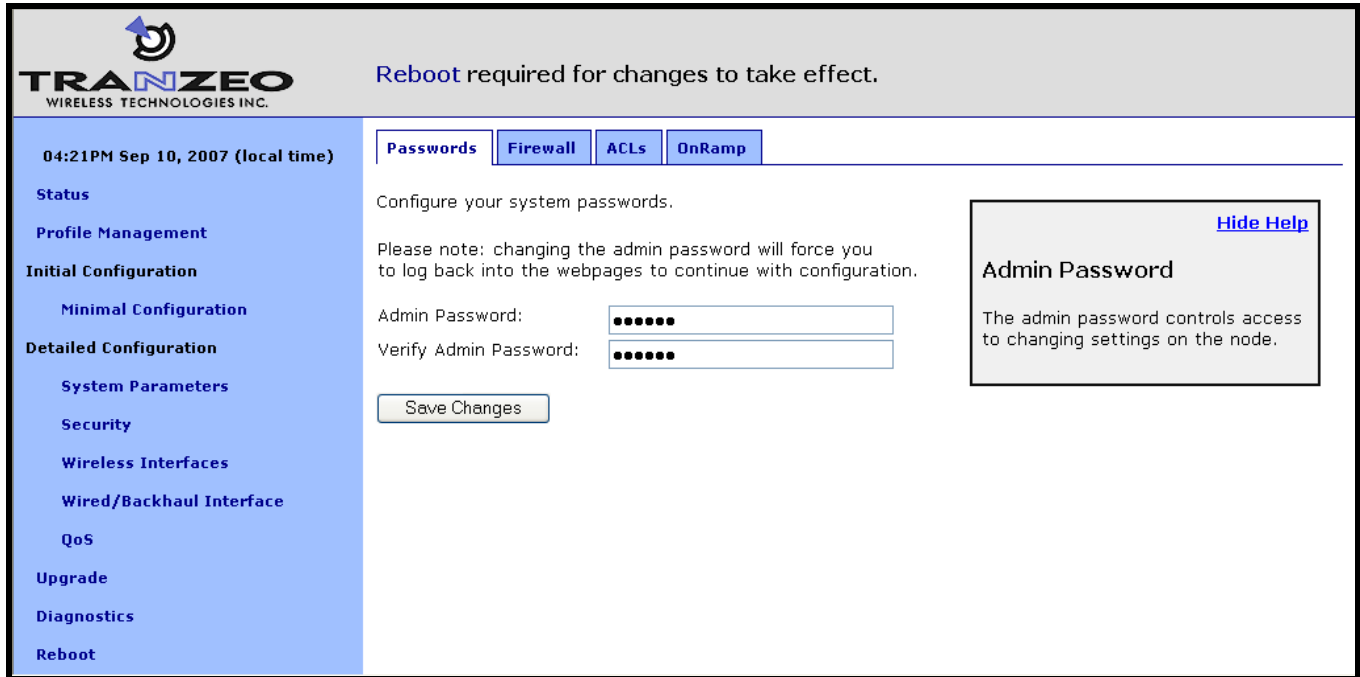 TRANZEO
WIRELESS TECHNOLOGIES INC.
Reboot required for changes to take effect.
04:21PM Sep 10, 2007 (local time)
Status
Profile Management
Initial Configuration
Minimal Configuration
Detailed Configuration
System Parameters
Security
Wireless Interfaces
Wired/Backhaul Interface
QoS
Upgrade
Diagnostics
Reboot
Passwords
Firewall
ACLs
OnRamp
Configure your system passwords.
Please note: changing the admin password will force you
to log back into the webpages to continue with configuration.
Admin Password:
••••••
Verify Admin Password:
••••••
Save Changes
Hide Help
Admin Password
The admin password controls access
to changing settings on the node.